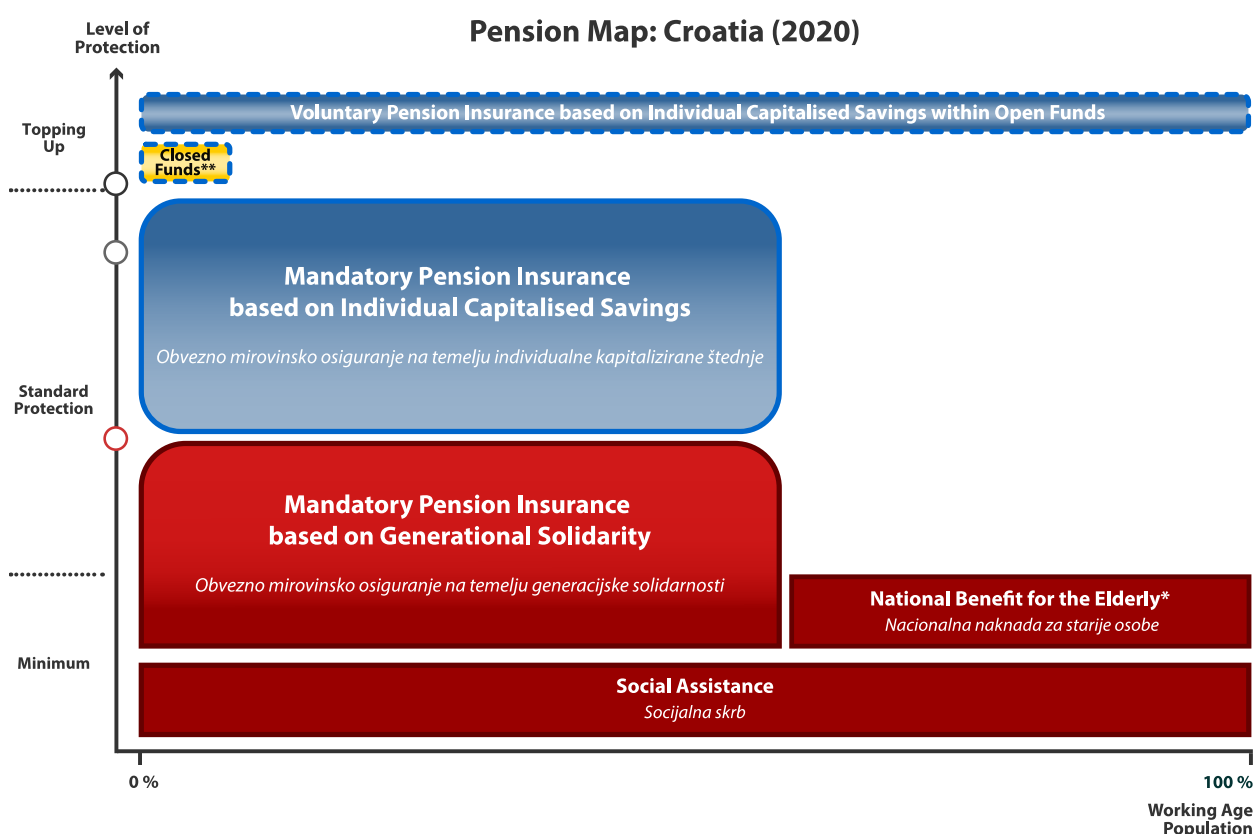 Pension Map: Croatia (2020)
Level of
Protection
Topping
Up
Voluntary Pension Insurance based on Individual Capitalised Savings within Open Funds
Closed
Funds**
Mandatory Pension Insurance
based on Individual Capitalised Savings
Obvezno mirovinsko osiguranje na temelju individualne kapitalizirane štednje
Standard
Protection
Mandatory Pension Insurance
based on Generational Solidarity
Obvezno mirovinsko osiguranje na temelju generacijske solidarnosti
National Benefit for the Elderly*
Nacionalna naknada za starije osobe
Minimum
Social Assistance
Socijalna skrb
0 %
100 %
Working Age
Population